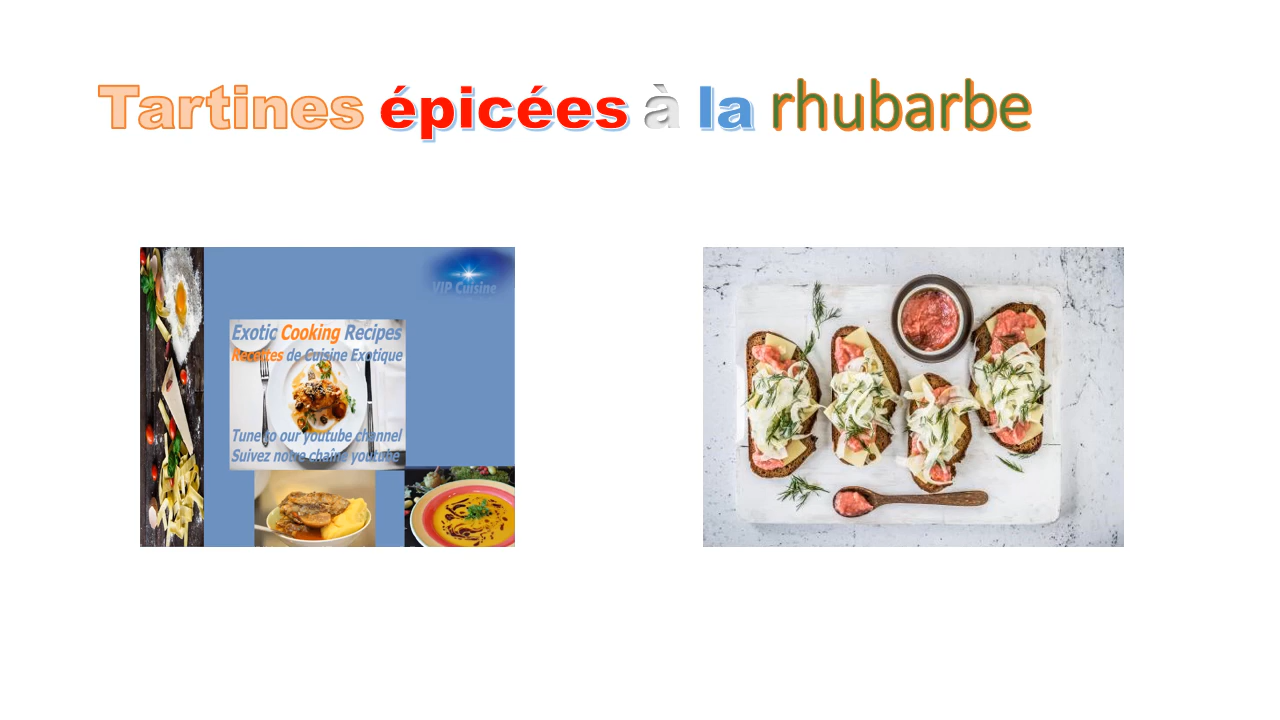 Tartines épicées à la rhubarbe
VIP Cuisine
Exotic Cooking Recipes
Recettes de Cuisine Exotique
Tune to our youtube channel
Suivez notre chaîne youtube